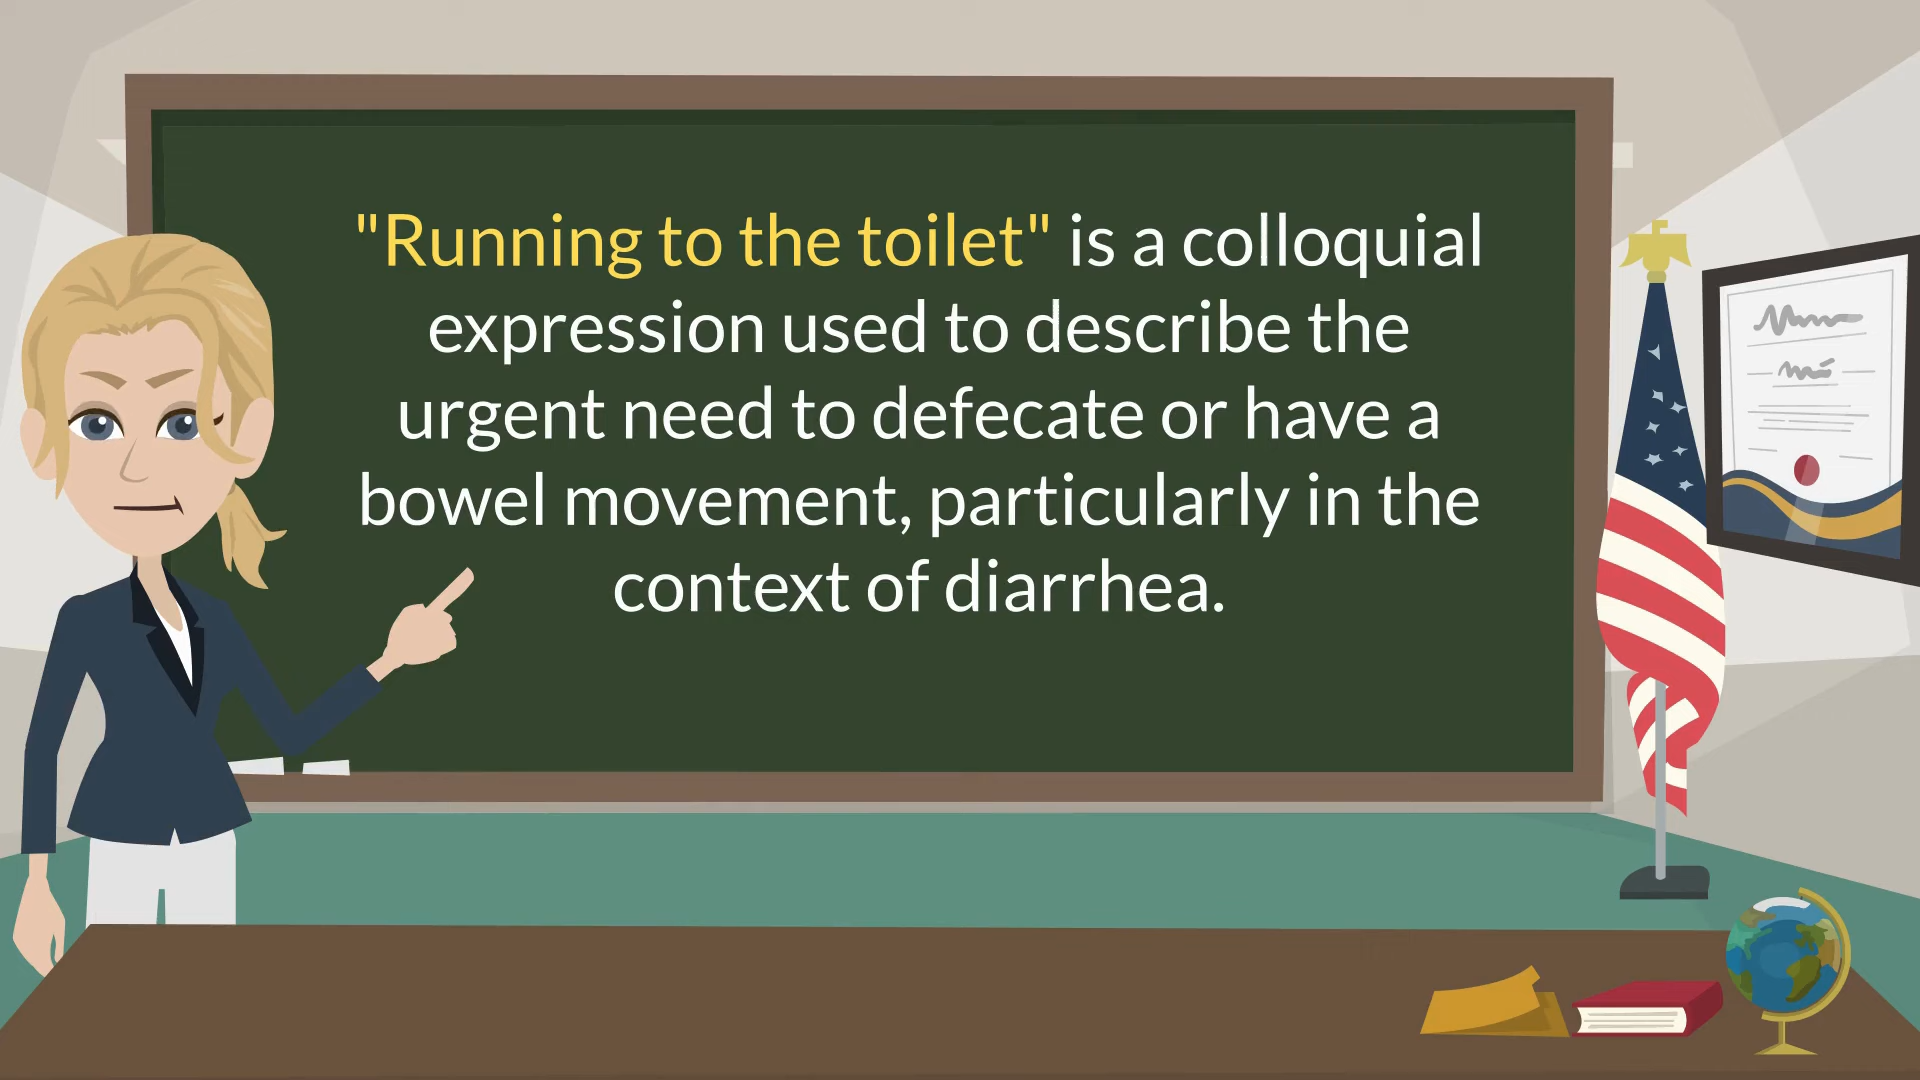 "Running to the toilet" is a colloquial
expression used to describe the
urgent need to defecate or have a
bowel movement, particularly in the
context of diarrhea.